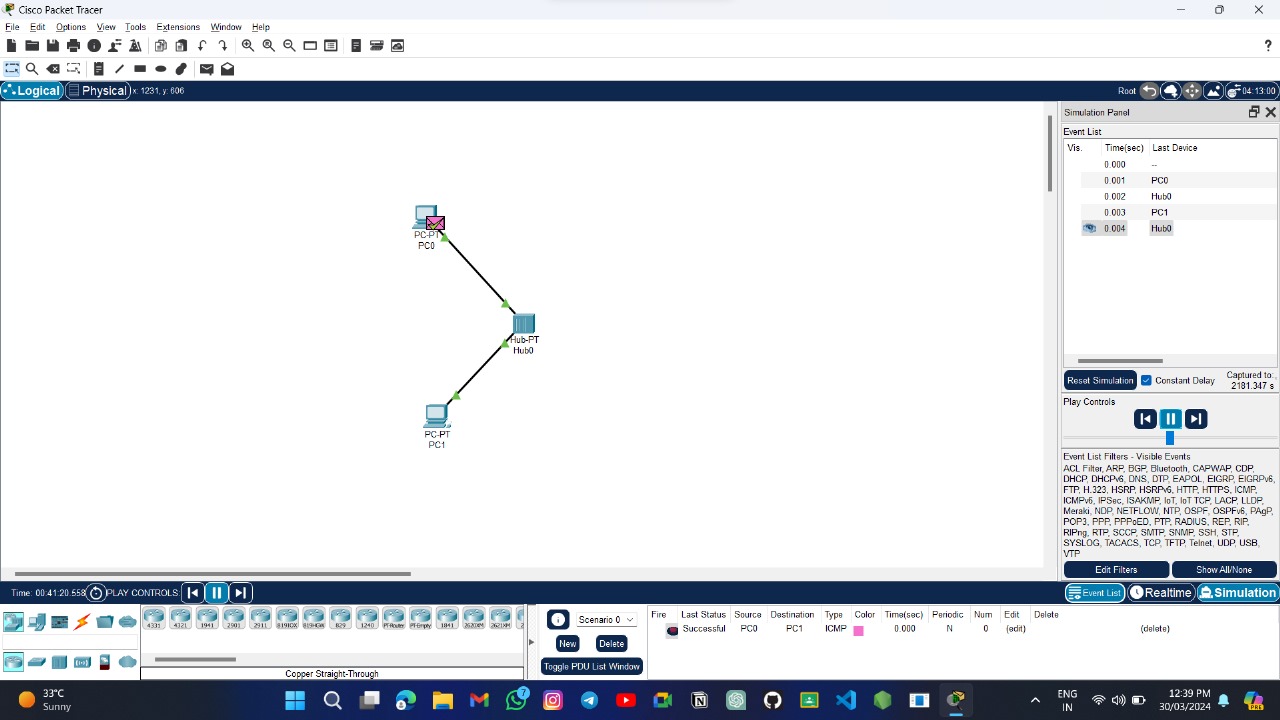 Cisco Packet Tracer
File Edit Options View Tools Extensions Window Help
?
Logical Physical x: 1231, y: 606 Root 04:13:00
Simulation Panel
Event List
Vis. Time(sec) Last Device
0.000 --
0.001 PC0
0.002 Hub0
0.003 PC1
0.004 Hub0
PC-PT
PC0
Hub-PT
Hub0
PC-PT
PC1
Reset Simulation Constant Delay Captured to:
2181.347 s
Play Controls
Event List Filters - Visible Events
ACL Filter, ARP, BGP, Bluetooth, CAPWAP, CDP,
DHCP, DHCPv6, DNS, DTP, EAPOL, EIGRP, EIGRPv6,
FTP, H.323, HSRP, HSRPv6, HTTP, HTTPS, ICMP,
ICMPv6, IPSec, ISAKMP, IoT, IoT TCP, LACP, LLDP,
Meraki, NDP, NETFLOW, NTP, OSPF, OSPFv6, PAgP,
POP3, PPP, PPPoED, PTP, RADIUS, REP, RIP,
RIPng, RTP, SCCP, SMTP, SNMP, SSH, STP,
SYSLOG, TACACS, TCP, TFTP, Telnet, UDP, USB,
VTP
Edit Filters Show All/None
Time: 00:41:20.558 PLAY CONTROLS: Event List Realtime Simulation
4331 4321 1941 2901 2911 819IOX 819HGW 829 1240 PT-Router PT-Empty 1841 2620XM 2621XM
Copper Straight-Through
Scenario 0
New Delete
Toggle PDU List Window
Fire Last Status Source Destination Type Color Time(sec) Periodic Num Edit Delete
Successful PC0 PC1 ICMP 0.000 N 0 (edit) (delete)
33°C
Sunny
7
ENG
IN
12:39 PM
30/03/2024
PRE